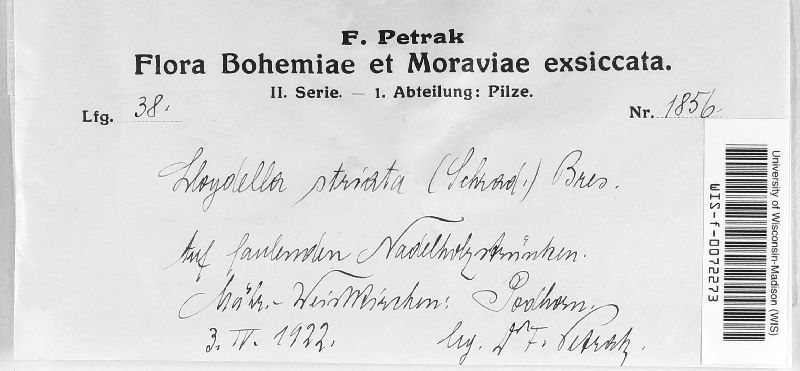 F. Petrak
Flora Bohemiae et Moraviae exsiccata.
II. Serie. — 1. Abteilung: Pilze.
Lfg. 38.
Nr. 1856
Lloydella striata (Schrad.) Bres.
Auf faulenden Nadelholzstrünken.
Mähr.-Weisskirchen: Podhorn.
3. IV. 1922. leg. Dr F. Petrak.
University of Wisconsin-Madison (WIS)
WIS-f-0072273